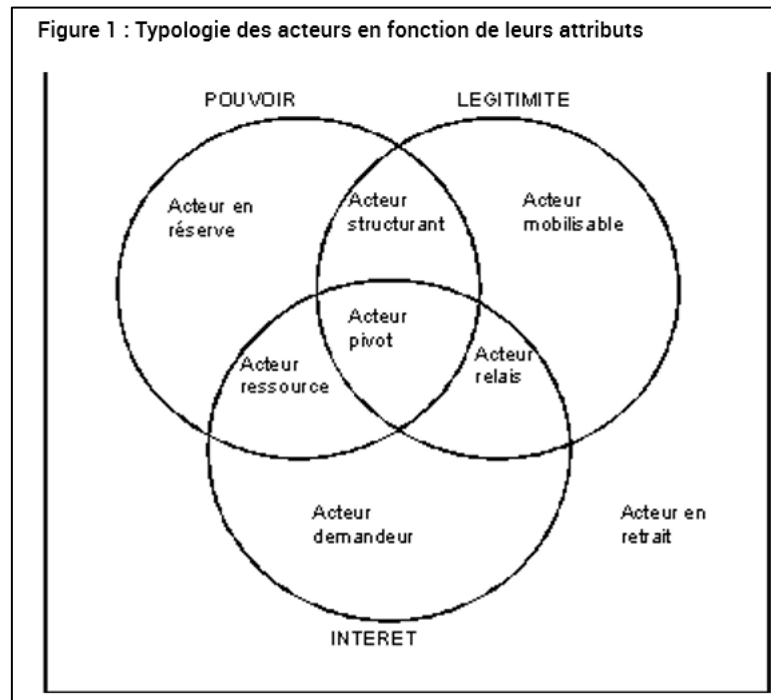 Figure 1 : Typologie des acteurs en fonction de leurs attributs
POUVOIR
LEGITIMITE
Acteur en
réserve
Acteur
structurant
Acteur
mobilisable
Acteur
pivot
Acteur
ressource
Acteur
relais
Acteur
demandeur
Acteur en
retrait
INTERET